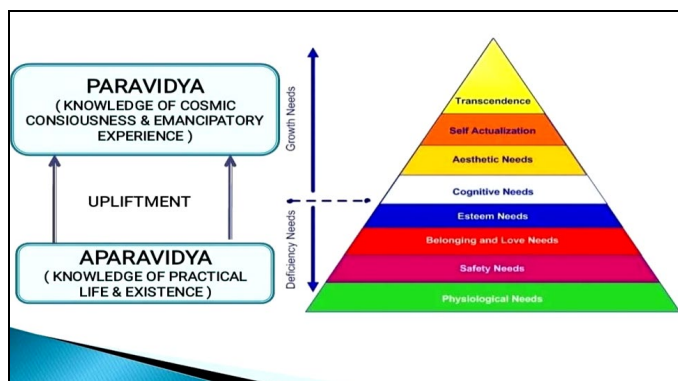 PARAVIDYA
( KNOWLEDGE OF COSMIC
CONSIOUSNESS & EMANCIPATORY
EXPERIENCE )
UPLIFTMENT
APARAVIDYA
( KNOWLEDGE OF PRACTICAL
LIFE & EXISTENCE )
Growth Needs
Deficiency Needs
Transcendence
Self Actualization
Aesthetic Needs
Cognitive Needs
Esteem Needs
Belonging and Love Needs
Safety Needs
Physiological Needs